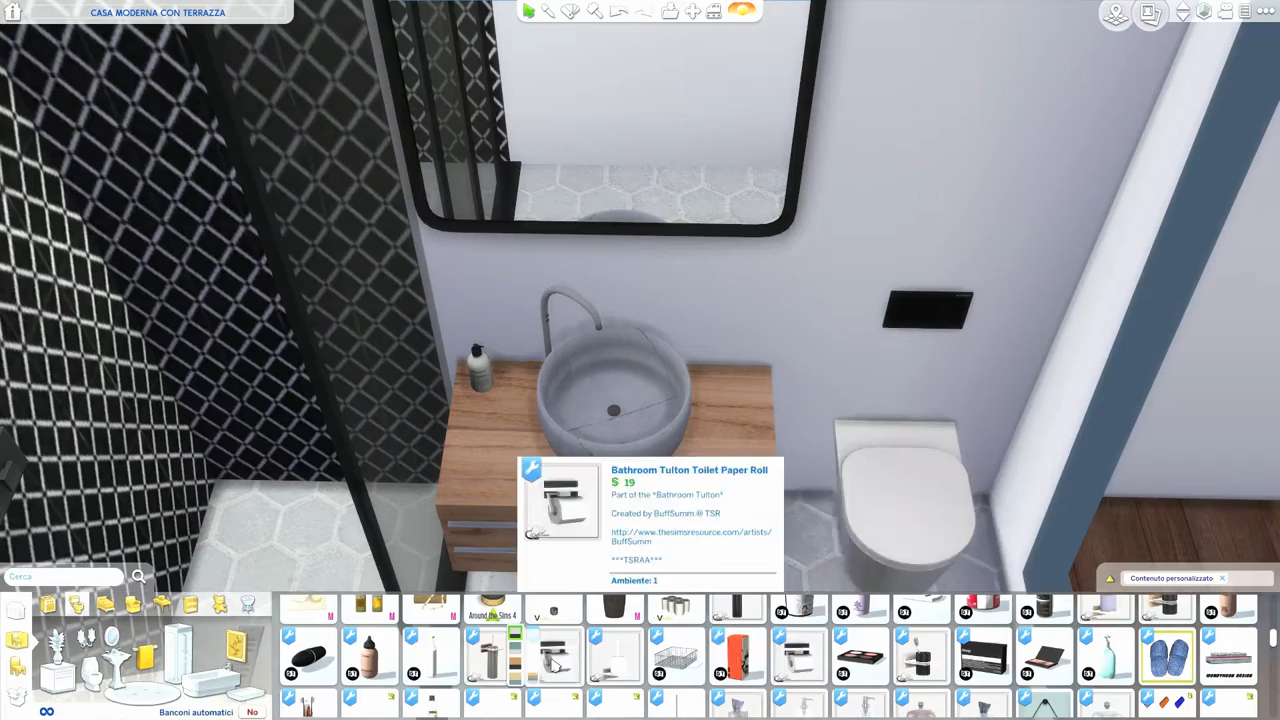 CASA MODERNA CON TERRAZZA
Bathroom Tulton Toilet Paper Roll
$ 19
Part of the *Bathroom Tulton*
Created by BuffSumm @ TSR
http://www.thesimsresource.com/artists/
BuffSumm
***TSRAA***
Ambiente: 1
Cerca
Contenuto personalizzato
Around the Sims 4
Banconi automatici No